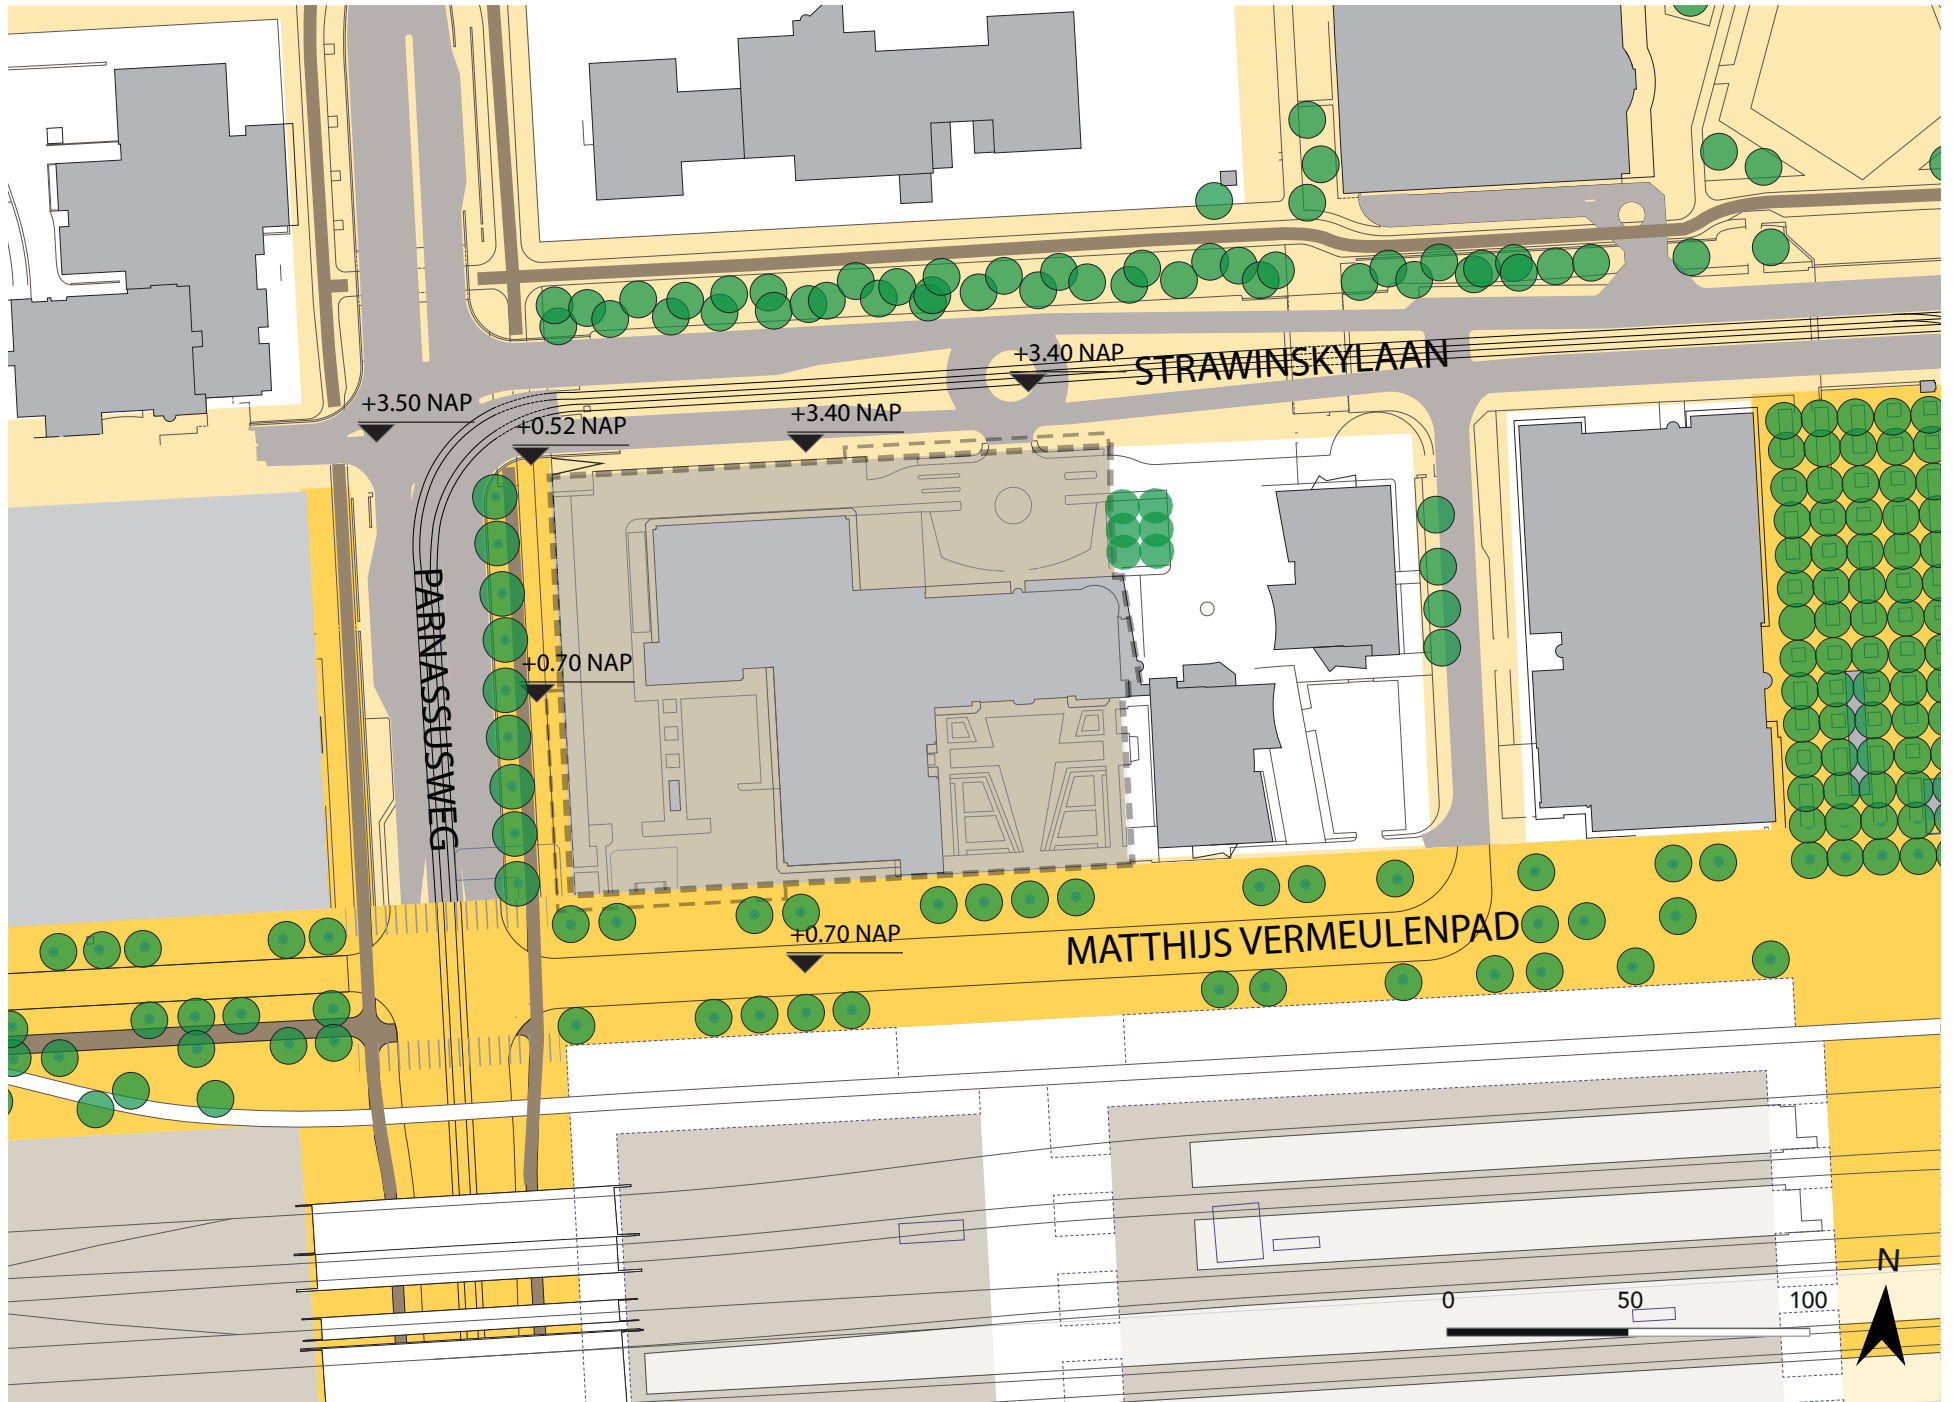 +3.40 NAP
STRAWINSKYLAAN
+3.50 NAP
+3.40 NAP
+0.52 NAP
PARNASSUSWEG
+0.70 NAP
MATTHIJS VERMEULENPAD
+0.70 NAP
N
0 50 100